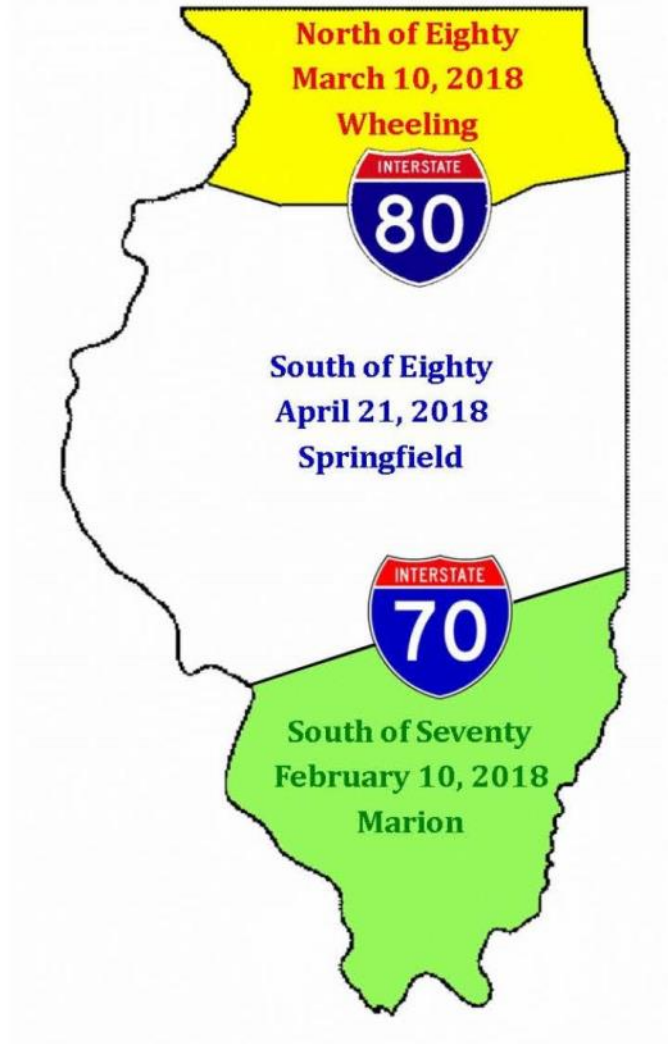 North of Eighty
March 10, 2018
Wheeling
INTERSTATE
80
South of Eighty
April 21, 2018
Springfield
INTERSTATE
70
South of Seventy
February 10, 2018
Marion